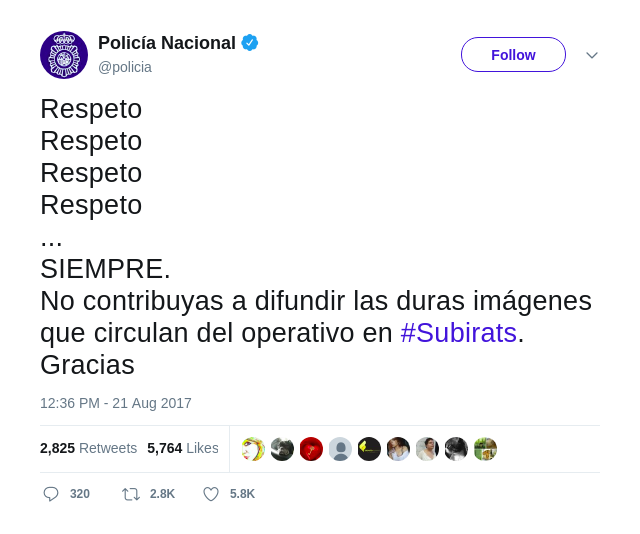 Policía Nacional
@policia
Follow
Respeto
Respeto
Respeto
Respeto
...
SIEMPRE.
No contribuyas a difundir las duras imágenes
que circulan del operativo en #Subirats.
Gracias
12:36 PM - 21 Aug 2017
2,825 Retweets 5,764 Likes
320 2.8K 5.8K